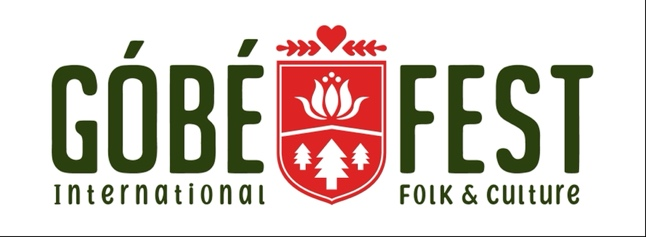 GÓBÉ FEST
International Folk & Culture